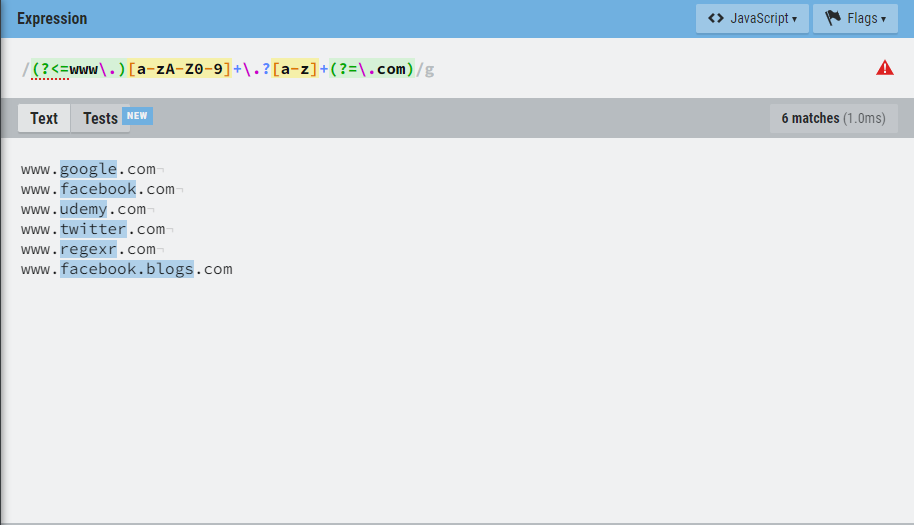 Expression
<> JavaScript ▾
Flags ▾
/(?<=www\.)[a-zA-Z0-9]+\.?[a-z]+(?=\.com)/g
Text
Tests NEW
6 matches (1.0ms)
www.google.com¬
www.facebook.com¬
www.udemy.com¬
www.twitter.com¬
www.regexr.com¬
www.facebook.blogs.com